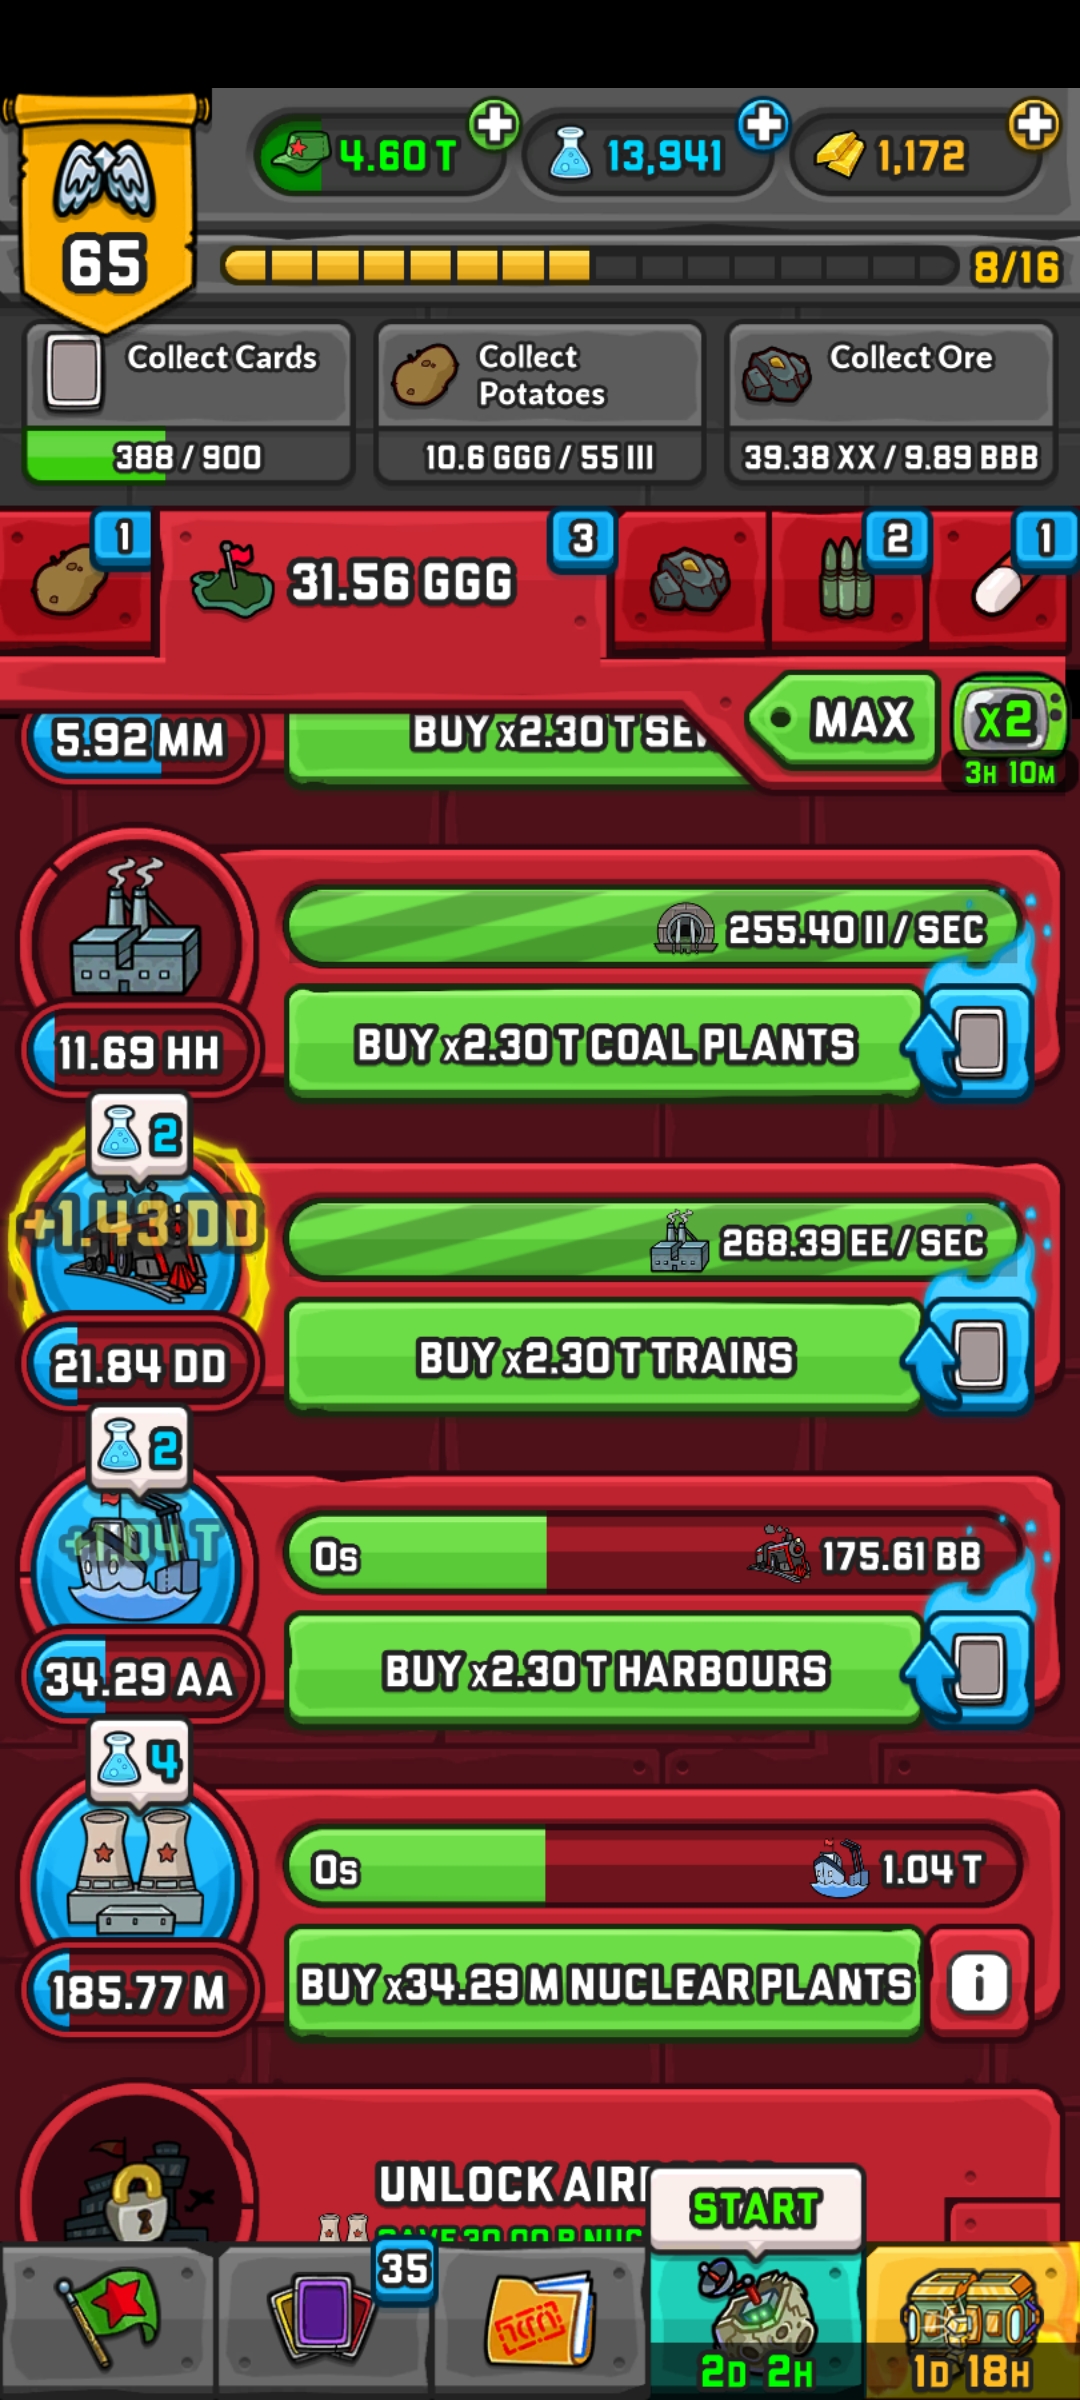 4.60 T
13,941
1,172
65
8/16
Collect Cards
388 / 900
Collect
Potatoes
10.6 GGG / 55 III
Collect Ore
39.38 XX / 9.89 BBB
1
31.56 GGG
3
2
1
MAX
x2
3H 10M
5.92 MM
BUY x2.30 T
255.40 II / SEC
11.69 HH
BUY x2.30 T COAL PLANTS
2
+1.43 DD
268.39 EE / SEC
21.84 DD
BUY x2.30 T TRAINS
2
+1.04 T
0s
175.61 BB
34.29 AA
BUY x2.30 T HARBOURS
4
0s
1.04 T
185.77 M
BUY x34.29 M NUCLEAR PLANTS
i
UNLOCK
START
35
2D 2H
1D 18H